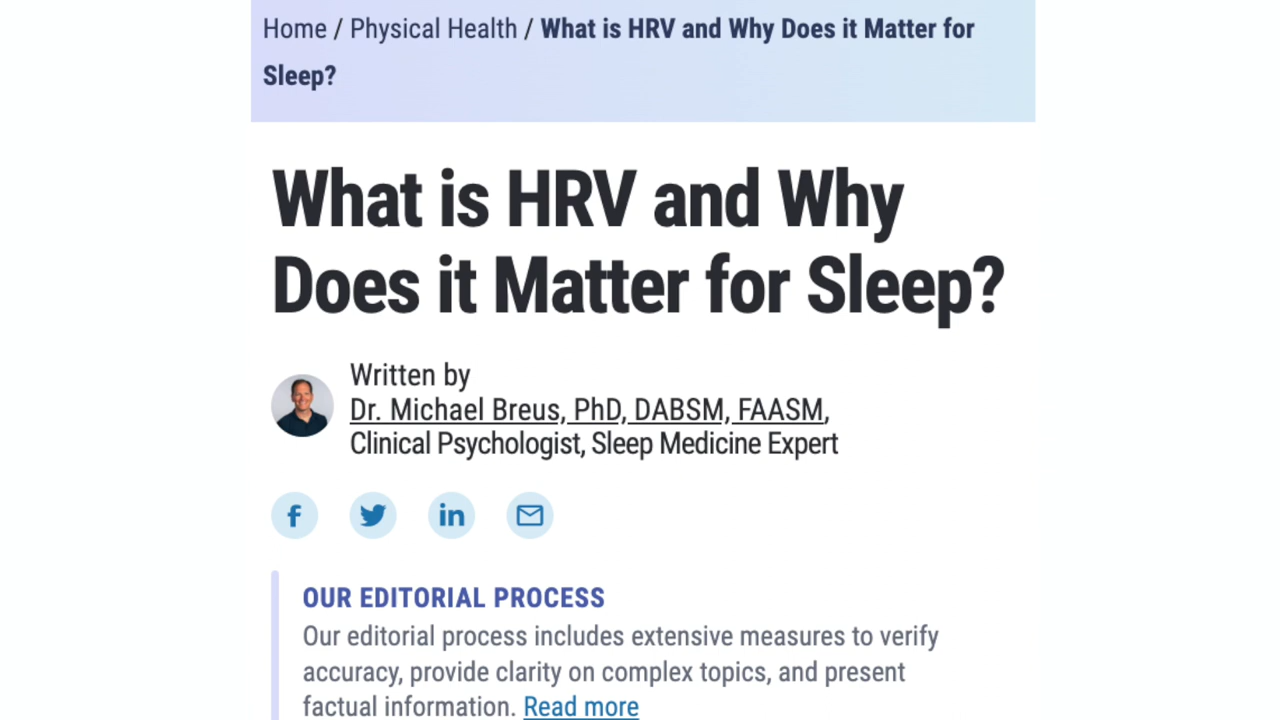 Home / Physical Health / What is HRV and Why Does it Matter for
Sleep?
What is HRV and Why
Does it Matter for Sleep?
Written by
Dr. Michael Breus, PhD, DABSM, FAASM,
Clinical Psychologist, Sleep Medicine Expert
f
in
OUR EDITORIAL PROCESS
Our editorial process includes extensive measures to verify
accuracy, provide clarity on complex topics, and present
factual information. Read more